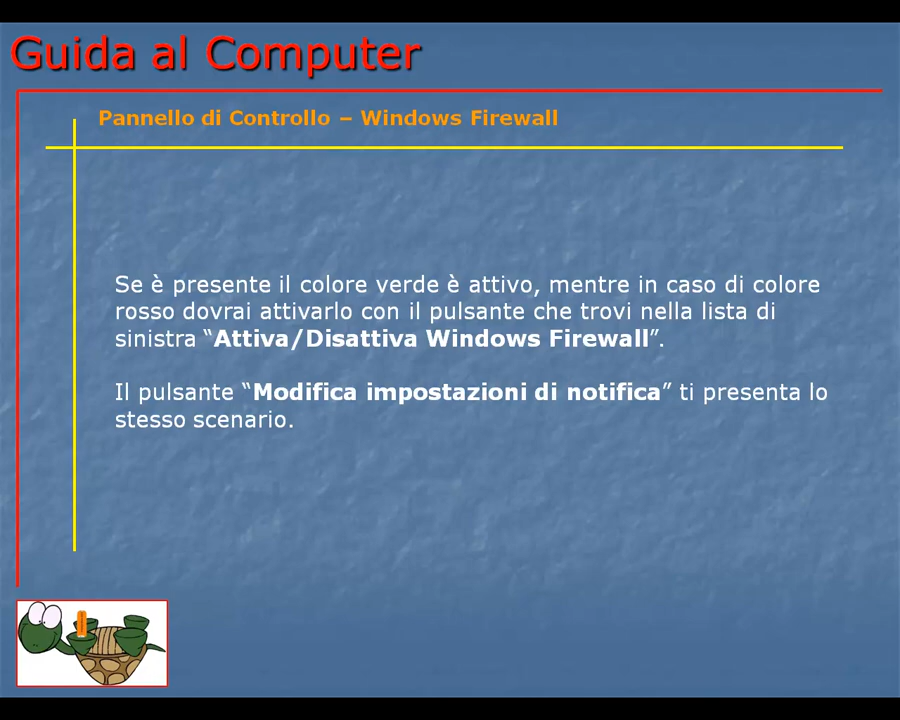 Guida al Computer
Pannello di Controllo – Windows Firewall
Se è presente il colore verde è attivo, mentre in caso di colore
rosso dovrai attivarlo con il pulsante che trovi nella lista di
sinistra “Attiva/Disattiva Windows Firewall”.
Il pulsante “Modifica impostazioni di notifica” ti presenta lo
stesso scenario.